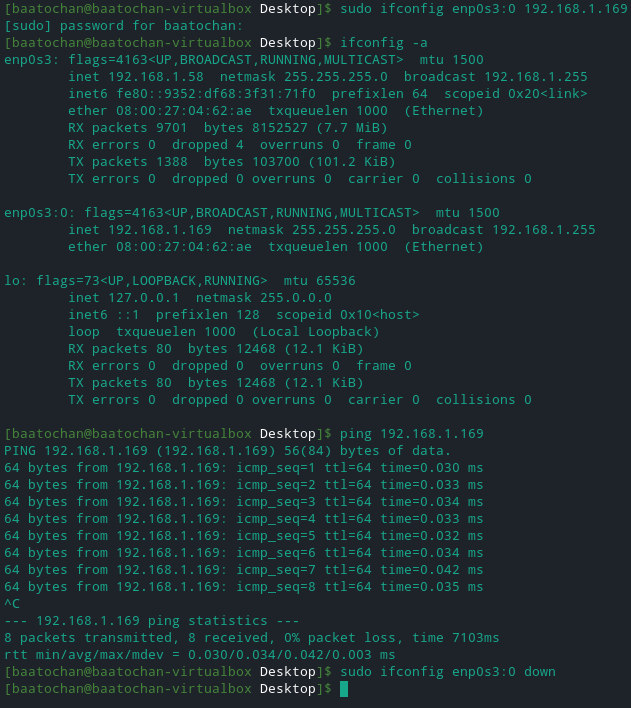 [baatochan@baatochan-virtualbox Desktop]$ sudo ifconfig enp0s3:0 192.168.1.169
[sudo] password for baatochan:
[baatochan@baatochan-virtualbox Desktop]$ ifconfig -a
enp0s3: flags=4163<UP,BROADCAST,RUNNING,MULTICAST>  mtu 1500
        inet 192.168.1.58  netmask 255.255.255.0  broadcast 192.168.1.255
        inet6 fe80::9352:df68:3f31:71f0  prefixlen 64  scopeid 0x20<link>
        ether 08:00:27:04:62:ae  txqueuelen 1000  (Ethernet)
        RX packets 9701  bytes 8152527 (7.7 MiB)
        RX errors 0  dropped 4  overruns 0  frame 0
        TX packets 1388  bytes 103700 (101.2 KiB)
        TX errors 0  dropped 0 overruns 0  carrier 0  collisions 0

enp0s3:0: flags=4163<UP,BROADCAST,RUNNING,MULTICAST>  mtu 1500
        inet 192.168.1.169  netmask 255.255.255.0  broadcast 192.168.1.255
        ether 08:00:27:04:62:ae  txqueuelen 1000  (Ethernet)

lo: flags=73<UP,LOOPBACK,RUNNING>  mtu 65536
        inet 127.0.0.1  netmask 255.0.0.0
        inet6 ::1  prefixlen 128  scopeid 0x10<host>
        loop  txqueuelen 1000  (Local Loopback)
        RX packets 80  bytes 12468 (12.1 KiB)
        RX errors 0  dropped 0  overruns 0  frame 0
        TX packets 80  bytes 12468 (12.1 KiB)
        TX errors 0  dropped 0 overruns 0  carrier 0  collisions 0

[baatochan@baatochan-virtualbox Desktop]$ ping 192.168.1.169
PING 192.168.1.169 (192.168.1.169) 56(84) bytes of data.
64 bytes from 192.168.1.169: icmp_seq=1 ttl=64 time=0.030 ms
64 bytes from 192.168.1.169: icmp_seq=2 ttl=64 time=0.033 ms
64 bytes from 192.168.1.169: icmp_seq=3 ttl=64 time=0.034 ms
64 bytes from 192.168.1.169: icmp_seq=4 ttl=64 time=0.033 ms
64 bytes from 192.168.1.169: icmp_seq=5 ttl=64 time=0.032 ms
64 bytes from 192.168.1.169: icmp_seq=6 ttl=64 time=0.034 ms
64 bytes from 192.168.1.169: icmp_seq=7 ttl=64 time=0.042 ms
64 bytes from 192.168.1.169: icmp_seq=8 ttl=64 time=0.035 ms
^C
--- 192.168.1.169 ping statistics ---
8 packets transmitted, 8 received, 0% packet loss, time 7103ms
rtt min/avg/max/mdev = 0.030/0.034/0.042/0.003 ms
[baatochan@baatochan-virtualbox Desktop]$ sudo ifconfig enp0s3:0 down
[baatochan@baatochan-virtualbox Desktop]$